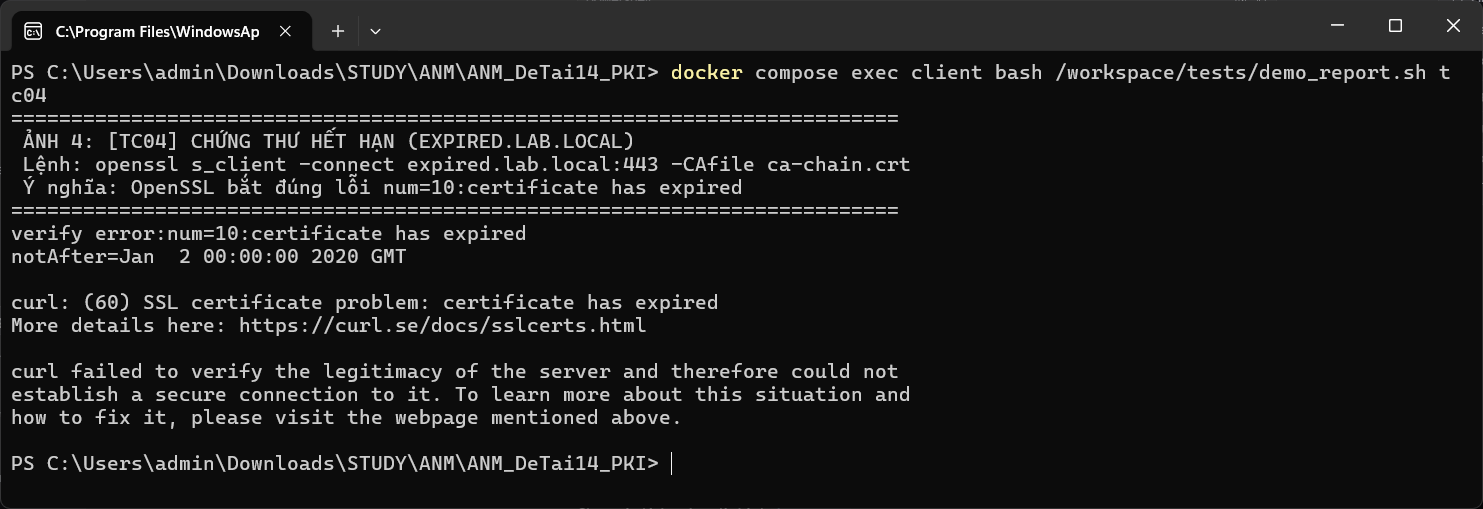 C:\Program Files\WindowsAp
PS C:\Users\admin\Downloads\STUDY\ANM\ANM_DeTai14_PKI> docker compose exec client bash /workspace/tests/demo_report.sh t
c04
==========================================================================
ẢNH 4: [TC04] CHỨNG THƯ HẾT HẠN (EXPIRED.LAB.LOCAL)
Lệnh: openssl s_client -connect expired.lab.local:443 -CAfile ca-chain.crt
Ý nghĩa: OpenSSL bắt đúng lỗi num=10:certificate has expired
==========================================================================
verify error:num=10:certificate has expired
notAfter=Jan  2 00:00:00 2020 GMT
curl: (60) SSL certificate problem: certificate has expired
More details here: https://curl.se/docs/sslcerts.html
curl failed to verify the legitimacy of the server and therefore could not
establish a secure connection to it. To learn more about this situation and
how to fix it, please visit the webpage mentioned above.
PS C:\Users\admin\Downloads\STUDY\ANM\ANM_DeTai14_PKI>